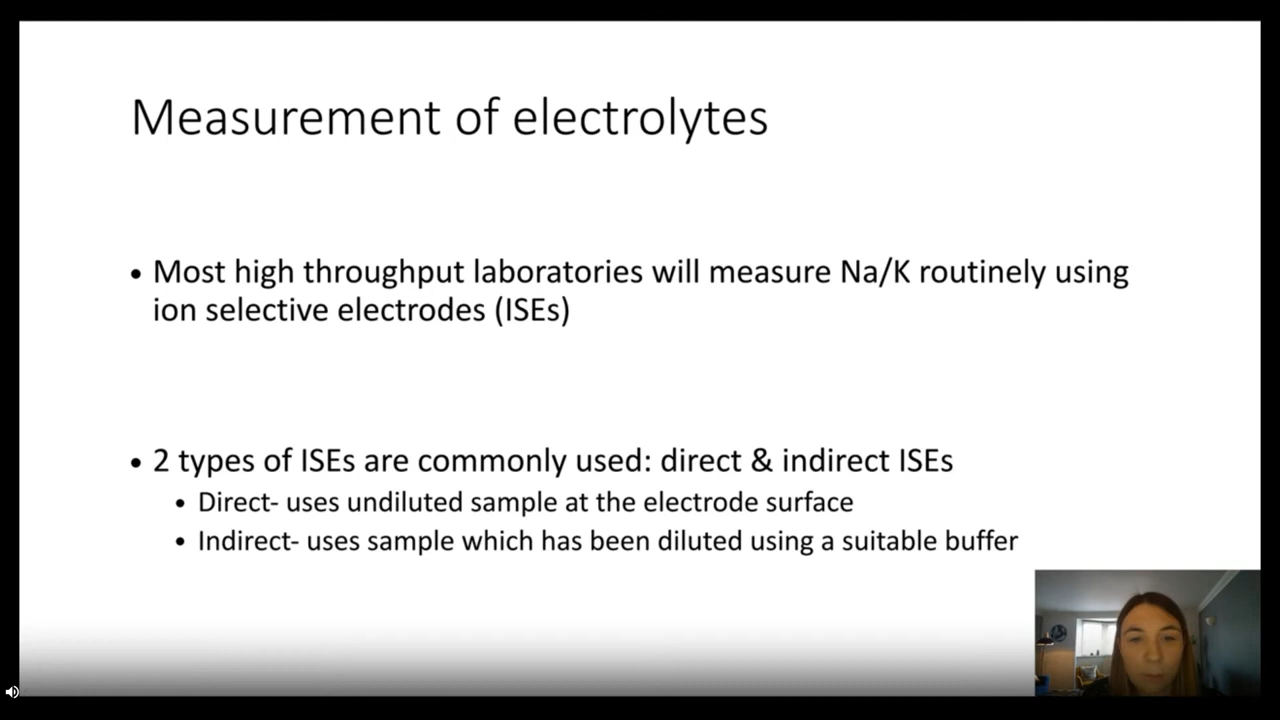 Measurement of electrolytes
• Most high throughput laboratories will measure Na/K routinely using
ion selective electrodes (ISEs)
• 2 types of ISEs are commonly used: direct & indirect ISEs
• Direct- uses undiluted sample at the electrode surface
• Indirect- uses sample which has been diluted using a suitable buffer